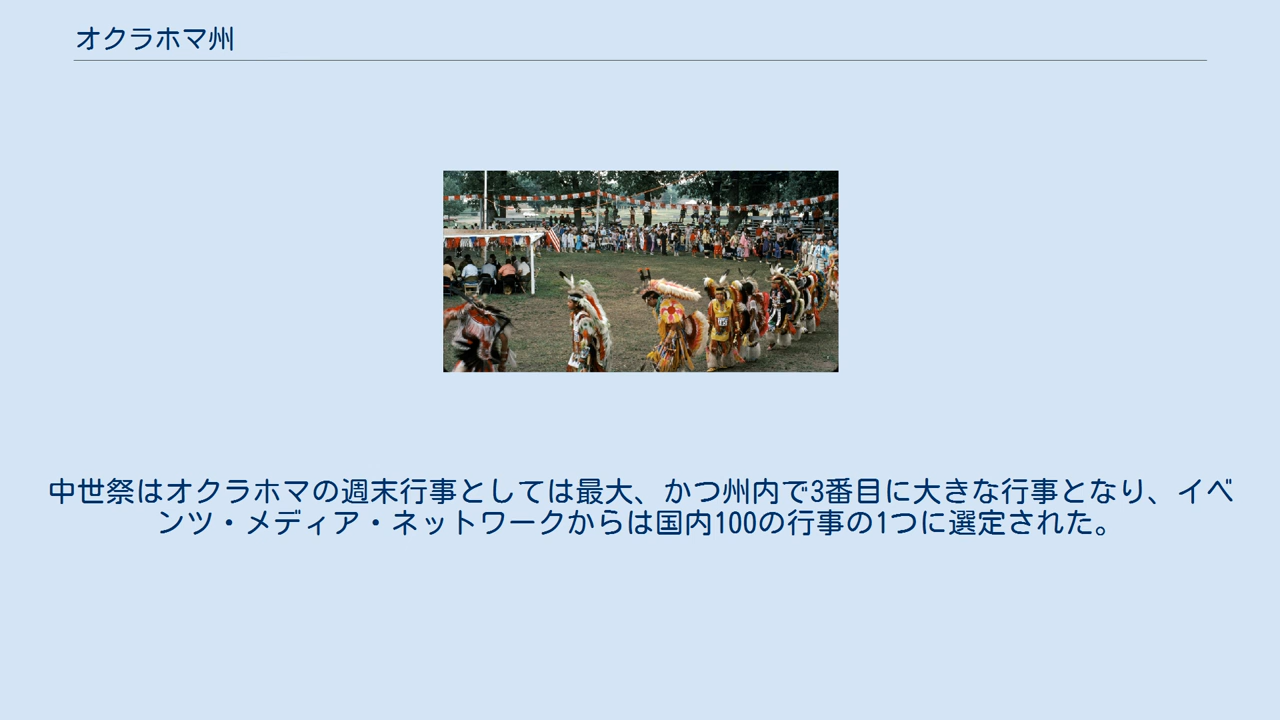 オクラホマ州
中世祭はオクラホマの週末行事としては最大、かつ州内で3番目に大きな行事となり、イベ
ンツ・メディア・ネットワークからは国内100の行事の1つに選定された。